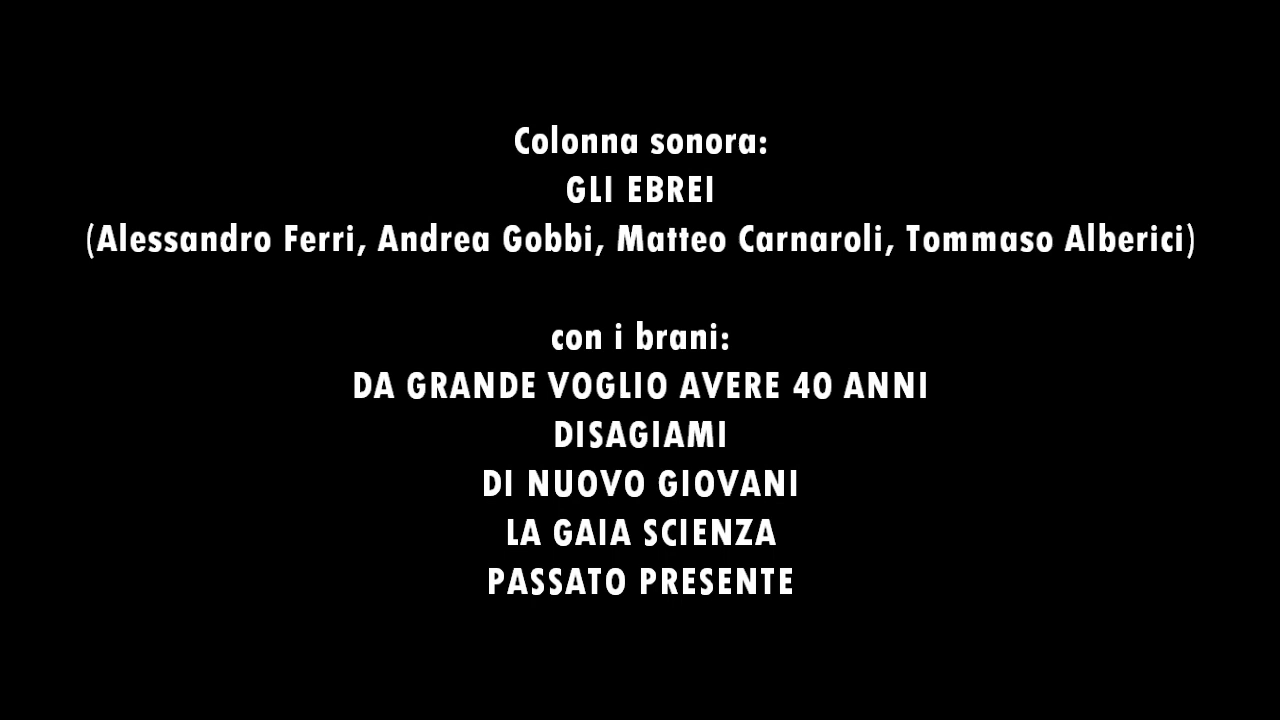 Colonna sonora:
GLI EBREI
(Alessandro Ferri, Andrea Gobbi, Matteo Carnaroli, Tommaso Alberici)
con i brani:
DA GRANDE VOGLIO AVERE 40 ANNI
DISAGIAMI
DI NUOVO GIOVANI
LA GAIA SCIENZA
PASSATO PRESENTE